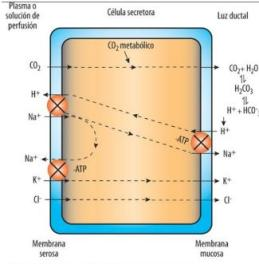 Plasma o
solución de
perfusión
Célula secretora
Luz ductal
CO₂ metabólico
CO₂
CO₂+ H₂O
H₂CO₃
H⁺ + HCO⁻
H⁺
Na⁺
H⁺
-ATP
Na⁺
Na⁺
-ATP
K⁺
K⁺
Cl⁻
Cl⁻
Membrana
serosa
Membrana
mucosa